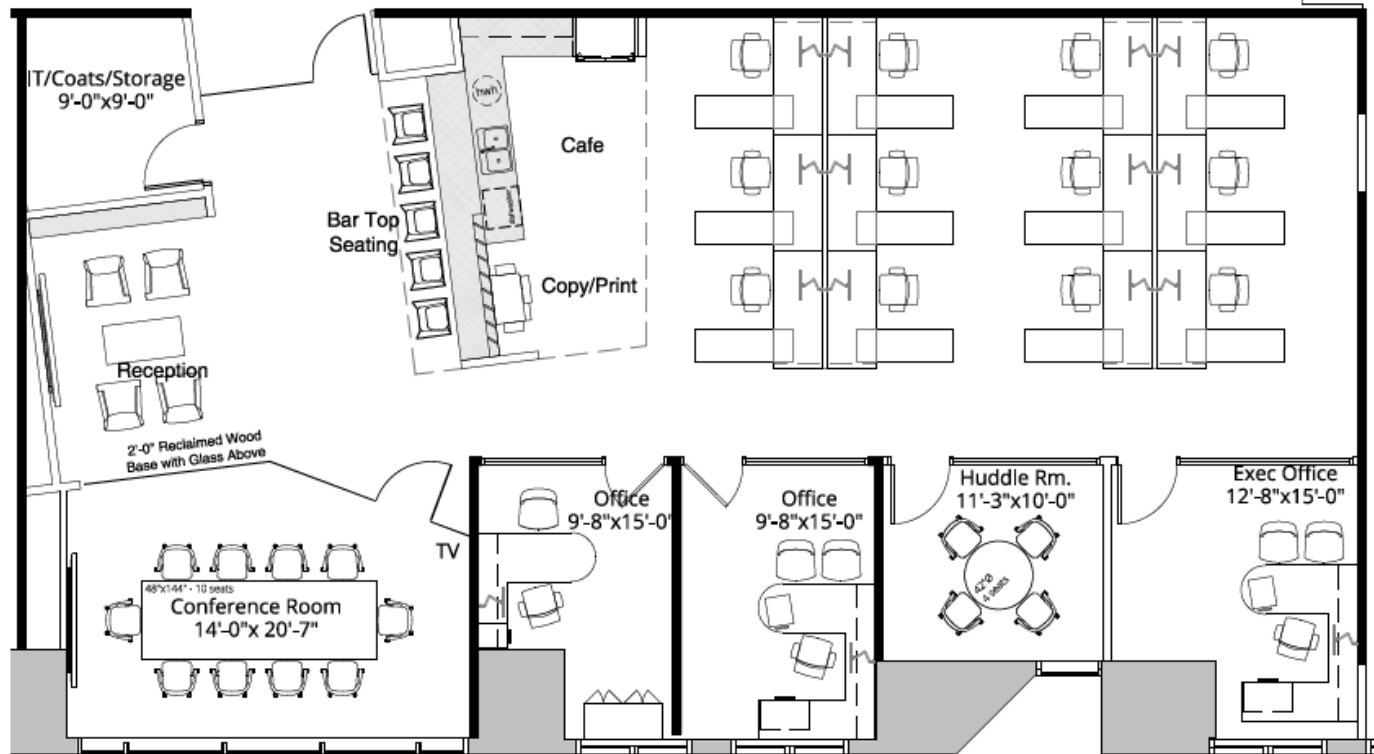 IT/Coats/Storage
9'-0"x9'-0"
hwh
Cafe
Bar Top
Seating
Copy/Print
Reception
2'-0" Reclaimed Wood
Base with Glass Above
TV
48"x144" - 10 seats
Conference Room
14'-0"x 20'-7"
Office
9'-8"x15'-0"
Office
9'-8"x15'-0"
Huddle Rm.
11'-3"x10'-0"
42"Ø
4 seats
Exec Office
12'-8"x15'-0"